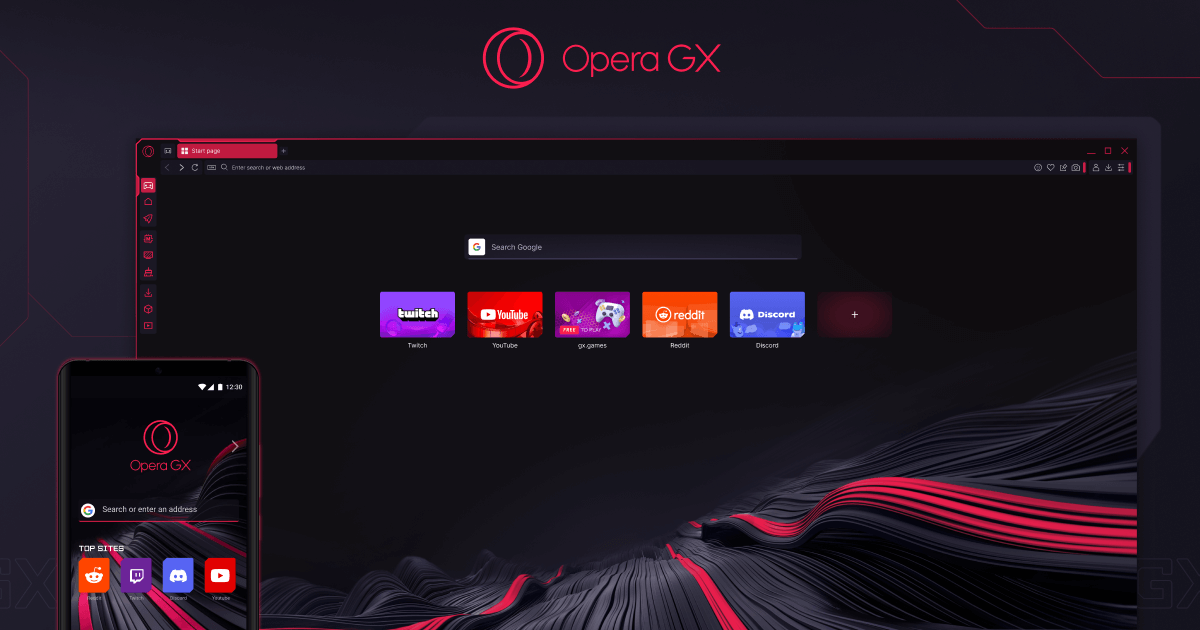 Opera GX
Start page
Enter search or web address
Search Google
twitch
YouTube
FREE TO PLAY
reddit
Discord
Twitch
YouTube
gx.games
Reddit
Discord
12:30
Opera GX
Search or enter an address
TOP SITES
Reddit
Twitch
Discord
Youtube
GX
GX